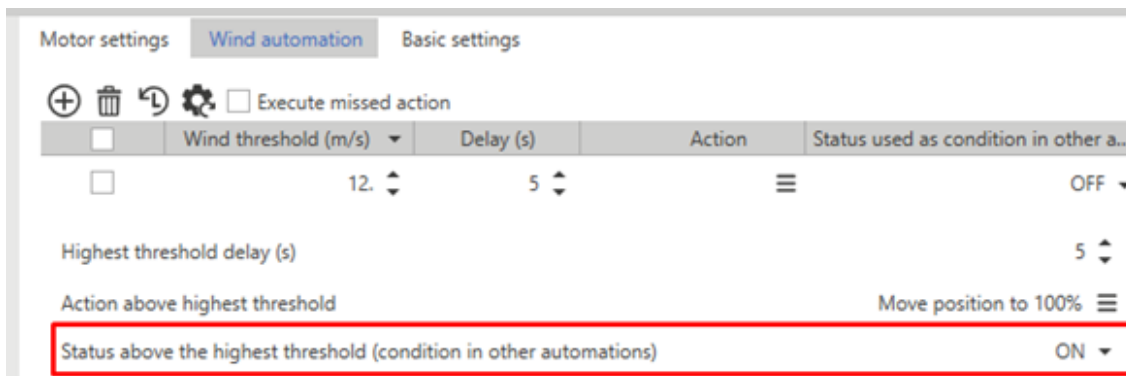 Motor settings Wind automation Basic settings
Execute missed action
Wind threshold (m/s) Delay (s) Action Status used as condition in other a..
12. 5 OFF
Highest threshold delay (s) 5
Action above highest threshold Move position to 100%
Status above the highest threshold (condition in other automations) ON